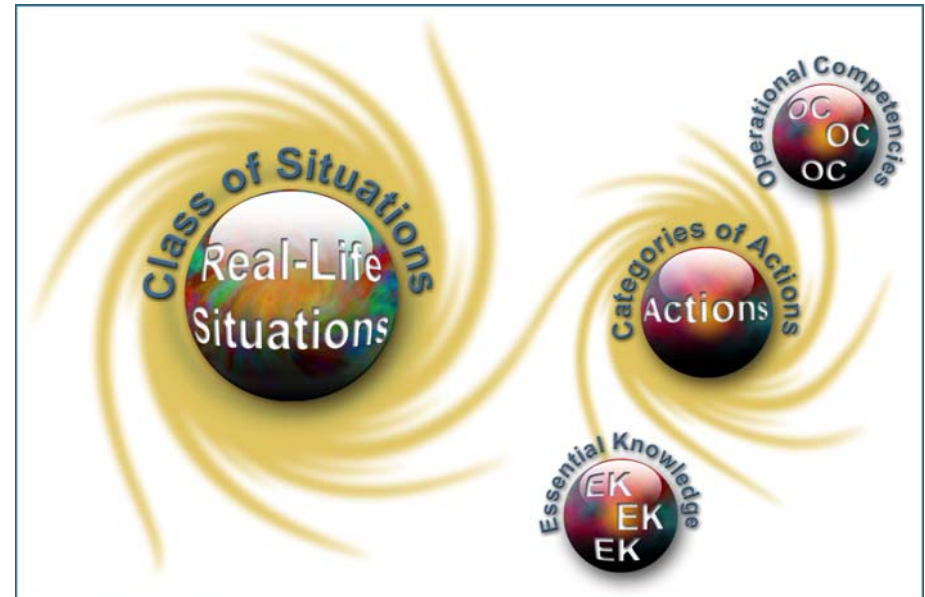 Class of Situations
Real-Life
Situations
Operational Competencies
OC
OC
OC
Categories of Actions
Actions
Essential Knowledge
EK
EK
EK